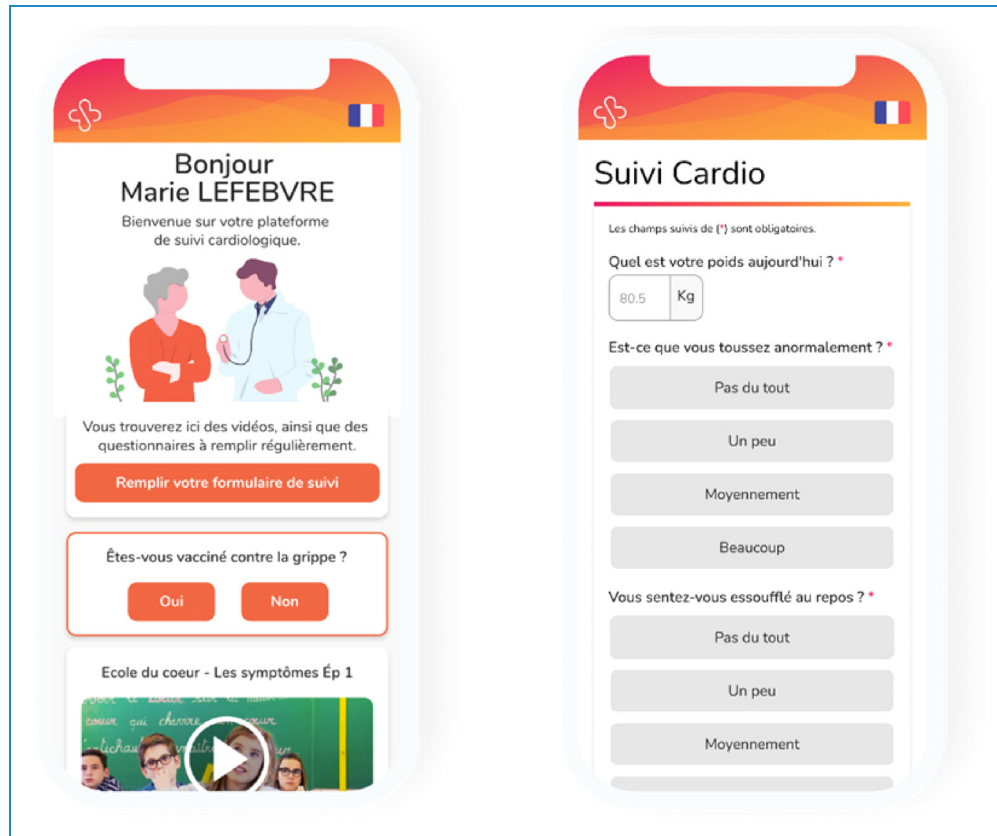 Bonjour
Marie LEFEBVRE
Bienvenue sur votre plateforme
de suivi cardiologique.
Vous trouverez ici des vidéos, ainsi que des
questionnaires à remplir régulièrement.
Remplir votre formulaire de suivi
Êtes-vous vacciné contre la grippe ?
Oui
Non
Ecole du coeur - Les symptômes Ép 1
coeur qui chavire
Suivi Cardio
Les champs suivis de (*) sont obligatoires.
Quel est votre poids aujourd'hui ? *
80.5
Kg
Est-ce que vous toussez anormalement ? *
Pas du tout
Un peu
Moyennement
Beaucoup
Vous sentez-vous essoufflé au repos ? *
Pas du tout
Un peu
Moyennement